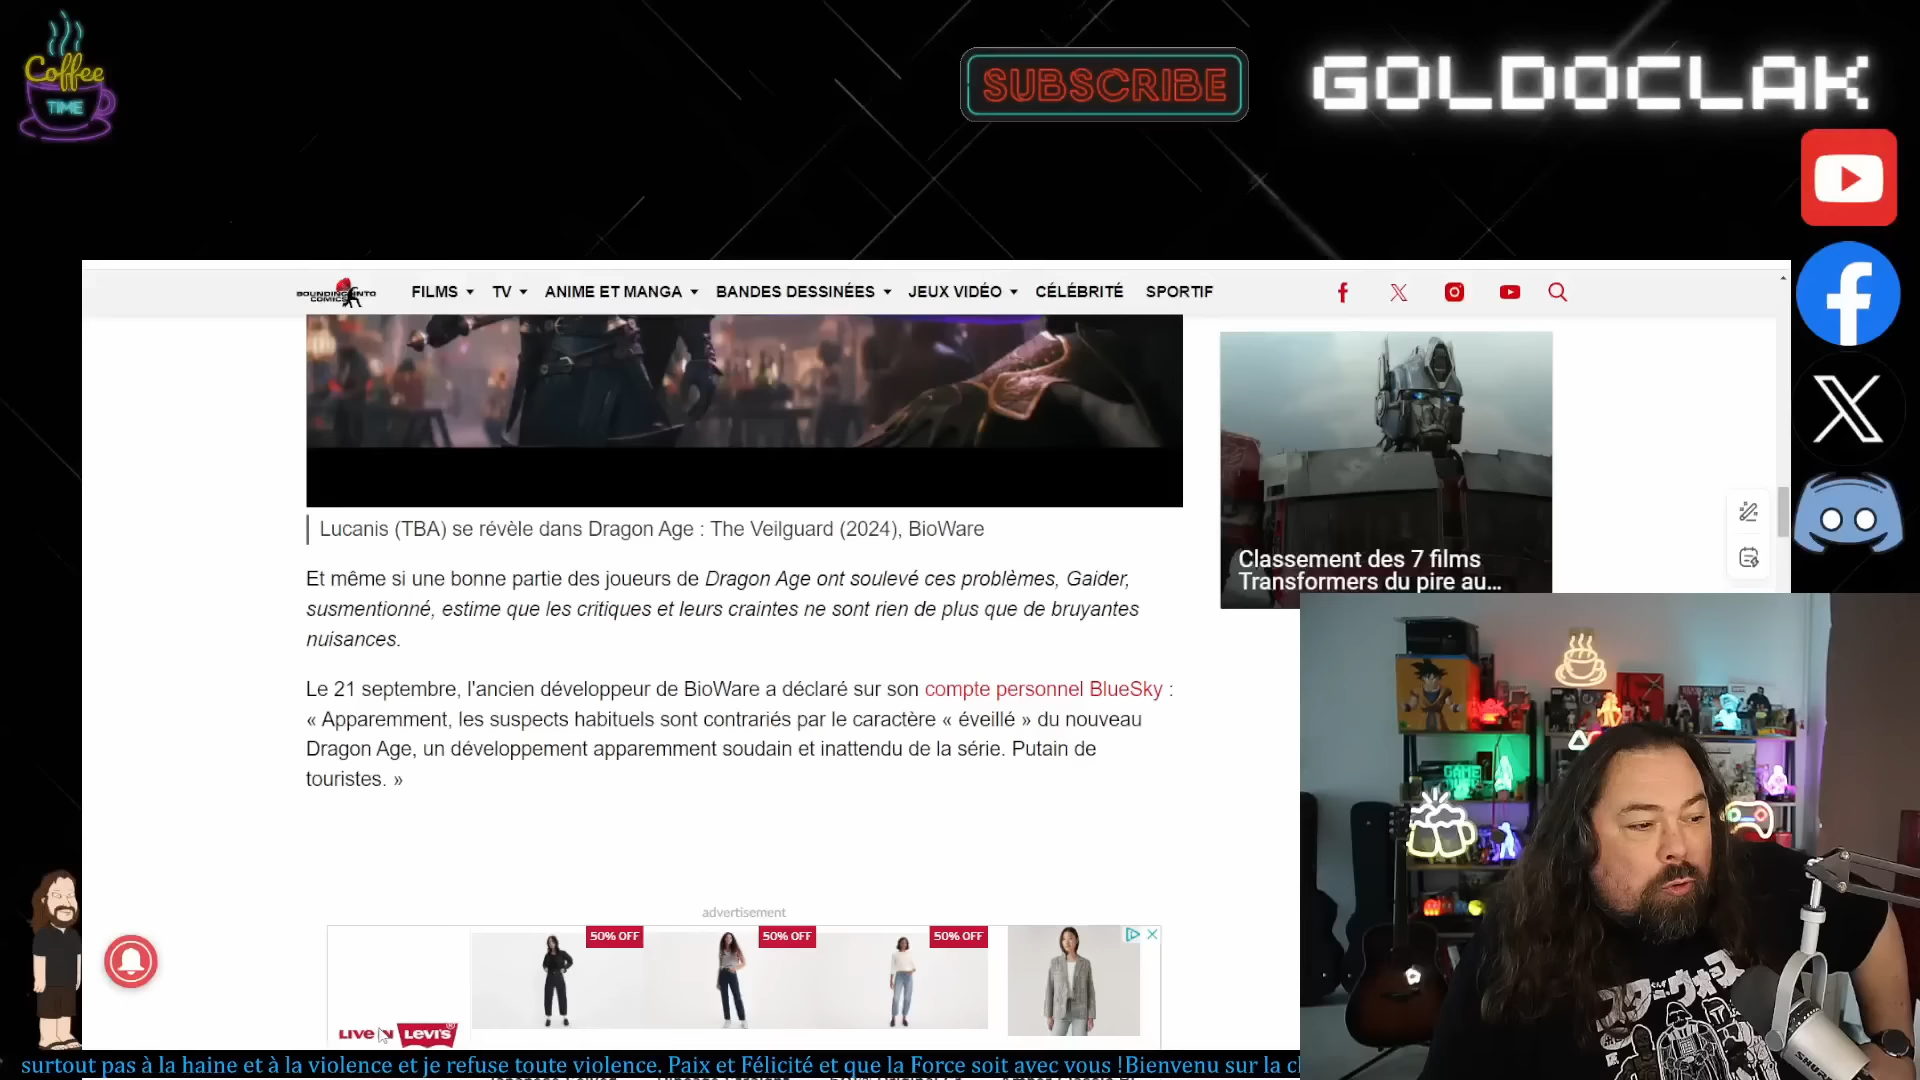 Coffee
TIME
SUBSCRIBE
GOLDOCLAK
BOUNDING INTO
COMICS
FILMS
TV
ANIME ET MANGA
BANDES DESSINÉES
JEUX VIDÉO
CÉLÉBRITÉ
SPORTIF
Lucanis (TBA) se révèle dans Dragon Age : The Veilguard (2024), BioWare
Et même si une bonne partie des joueurs de Dragon Age ont soulevé ces problèmes, Gaider,
susmentionné, estime que les critiques et leurs craintes ne sont rien de plus que de bruyantes
nuisances.
Le 21 septembre, l'ancien développeur de BioWare a déclaré sur son compte personnel BlueSky :
« Apparemment, les suspects habituels sont contrariés par le caractère « éveillé » du nouveau
Dragon Age, un développement apparemment soudain et inattendu de la série. Putain de
touristes. »
Classement des 7 films
Transformers du pire au...
advertisement
50% OFF
50% OFF
50% OFF
LIVE IN LEVI'S
GAME
SHURE
surtout pas à la haine et à la violence et je refuse toute violence. Paix et Félicité et que la Force soit avec vous !Bienvenu sur la c